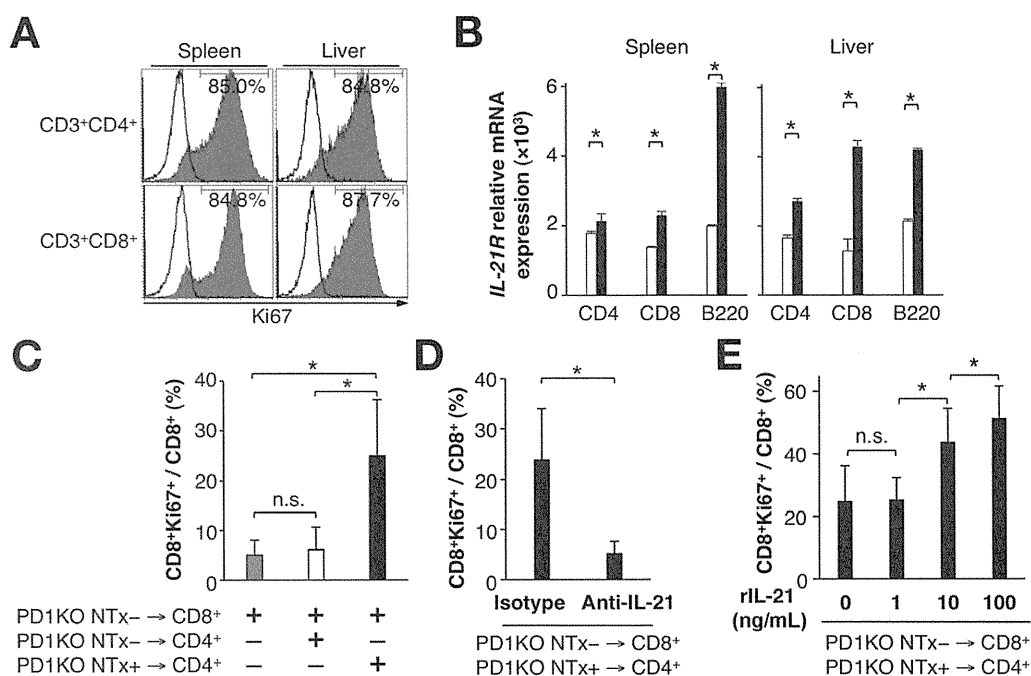 A
Spleen Liver
85.0% 84.8%
CD3+CD4+
84.8% 87.7%
CD3+CD8+
Ki67
B
Spleen Liver
IL-21R relative mRNA
expression (×10³)
6
4
2
0
* * * * * *
CD4 CD8 B220 CD4 CD8 B220
C
CD8+Ki67+ / CD8+ (%)
40
30
20
10
0
*
*
n.s.
PD1KO NTx− → CD8+ + + +
PD1KO NTx− → CD4+ − + −
PD1KO NTx+ → CD4+ − − +
D
CD8+Ki67+ / CD8+ (%)
40
30
20
10
0
*
Isotype Anti-IL-21
PD1KO NTx− → CD8+
PD1KO NTx+ → CD4+
E
CD8+Ki67+ / CD8+ (%)
60
40
20
0
n.s.
*
*
rIL-21 0 1 10 100
(ng/mL)
PD1KO NTx− → CD8+
PD1KO NTx+ → CD4+